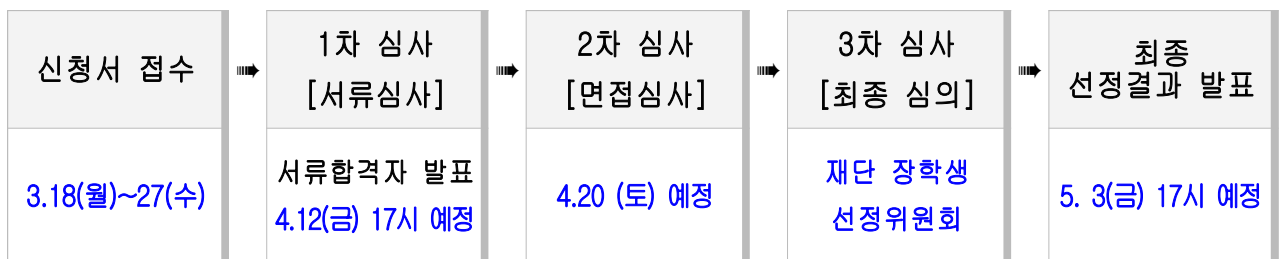 신청서 접수
➠
1차 심사
[서류심사]
➠
2차 심사
[면접심사]
➠
3차 심사
[최종 심의]
➠
최종
선정결과 발표
3.18(월)~27(수)
서류합격자 발표
4.12(금) 17시 예정
4.20 (토) 예정
재단 장학생
선정위원회
5. 3(금) 17시 예정